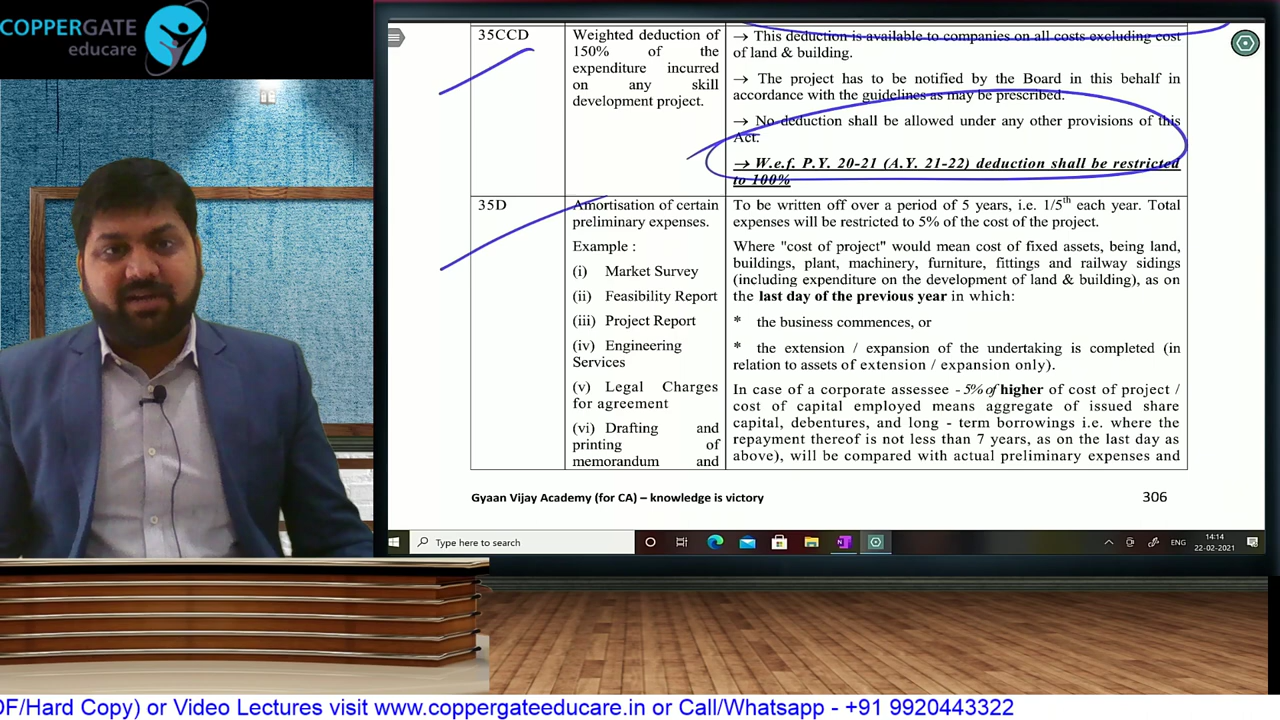 COPPERGATE
educare
35CCD
Weighted deduction of
150% of the
expenditure incurred
on any skill
development project.
→ This deduction is available to companies on all costs excluding cost
of land & building.
→ The project has to be notified by the Board in this behalf in
accordance with the guidelines as may be prescribed.
→ No deduction shall be allowed under any other provisions of this
Act.
→ W.e.f. P.Y. 20-21 (A.Y. 21-22) deduction shall be restricted
to 100%
35D
Amortisation of certain
preliminary expenses.
Example :
(i) Market Survey
(ii) Feasibility Report
(iii) Project Report
(iv) Engineering
Services
(v) Legal Charges
for agreement
(vi) Drafting and
printing of
memorandum and
To be written off over a period of 5 years, i.e. 1/5th each year. Total
expenses will be restricted to 5% of the cost of the project.
Where "cost of project" would mean cost of fixed assets, being land,
buildings, plant, machinery, furniture, fittings and railway sidings
(including expenditure on the development of land & building), as on
the last day of the previous year in which:
* the business commences, or
* the extension / expansion of the undertaking is completed (in
relation to assets of extension / expansion only).
In case of a corporate assessee - 5% of higher of cost of project /
cost of capital employed means aggregate of issued share
capital, debentures, and long - term borrowings i.e. where the
repayment thereof is not less than 7 years, as on the last day as
above), will be compared with actual preliminary expenses and
Gyaan Vijay Academy (for CA) – knowledge is victory
306
Type here to search
ENG
14:14
22-02-2021
OF/Hard Copy) or Video Lectures visit www.coppergateeducare.in or Call/Whatsapp - +91 9920443322